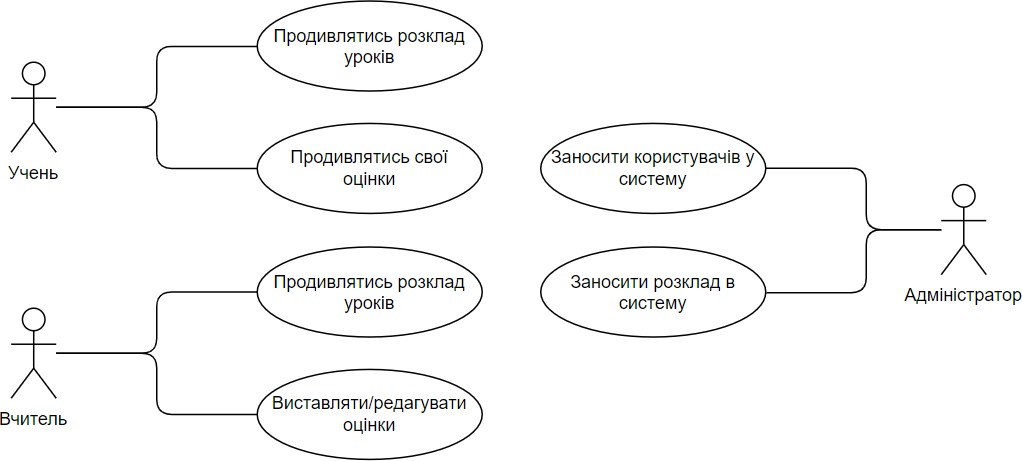 Продивлятись розклад
уроків
Учень
Продивлятись свої
оцінки
Продивлятись розклад
уроків
Вчитель
Виставляти/редагувати
оцінки
Заносити користувачів у
систему
Заносити розклад в
систему
Адміністратор